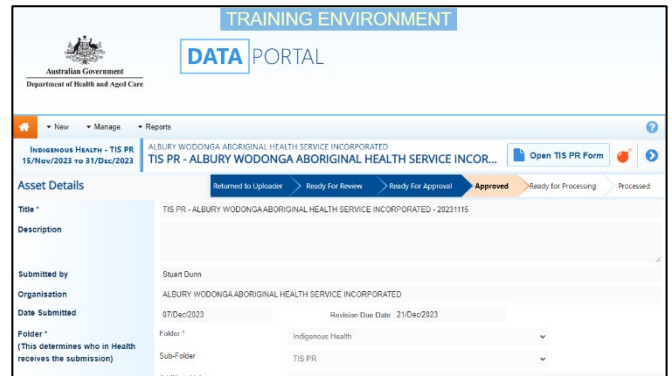 TRAINING ENVIRONMENT
Australian Government
Department of Health and Aged Care
DATA PORTAL
New Manage Reports
INDIGENOUS HEALTH - TIS PR
15/Nov/2023 TO 31/Dec/2023
ALBURY WODONGA ABORIGINAL HEALTH SERVICE INCORPORATED
TIS PR - ALBURY WODONGA ABORIGINAL HEALTH SERVICE INCOR...
Open TIS PR Form
Asset Details
Returned to Uploader Ready For Review Ready For Approval Approved Ready for Processing Processed
Title * TIS PR - ALBURY WODONGA ABORIGINAL HEALTH SERVICE INCORPORATED - 20231115
Description
Submitted by Stuart Dunn
Organisation ALBURY WODONGA ABORIGINAL HEALTH SERVICE INCORPORATED
Date Submitted 07/Dec/2023 Revision Due Date 21/Dec/2023
Folder * Folder * Indigenous Health
(This determines who in Health
receives the submission) Sub-Folder TIS PR